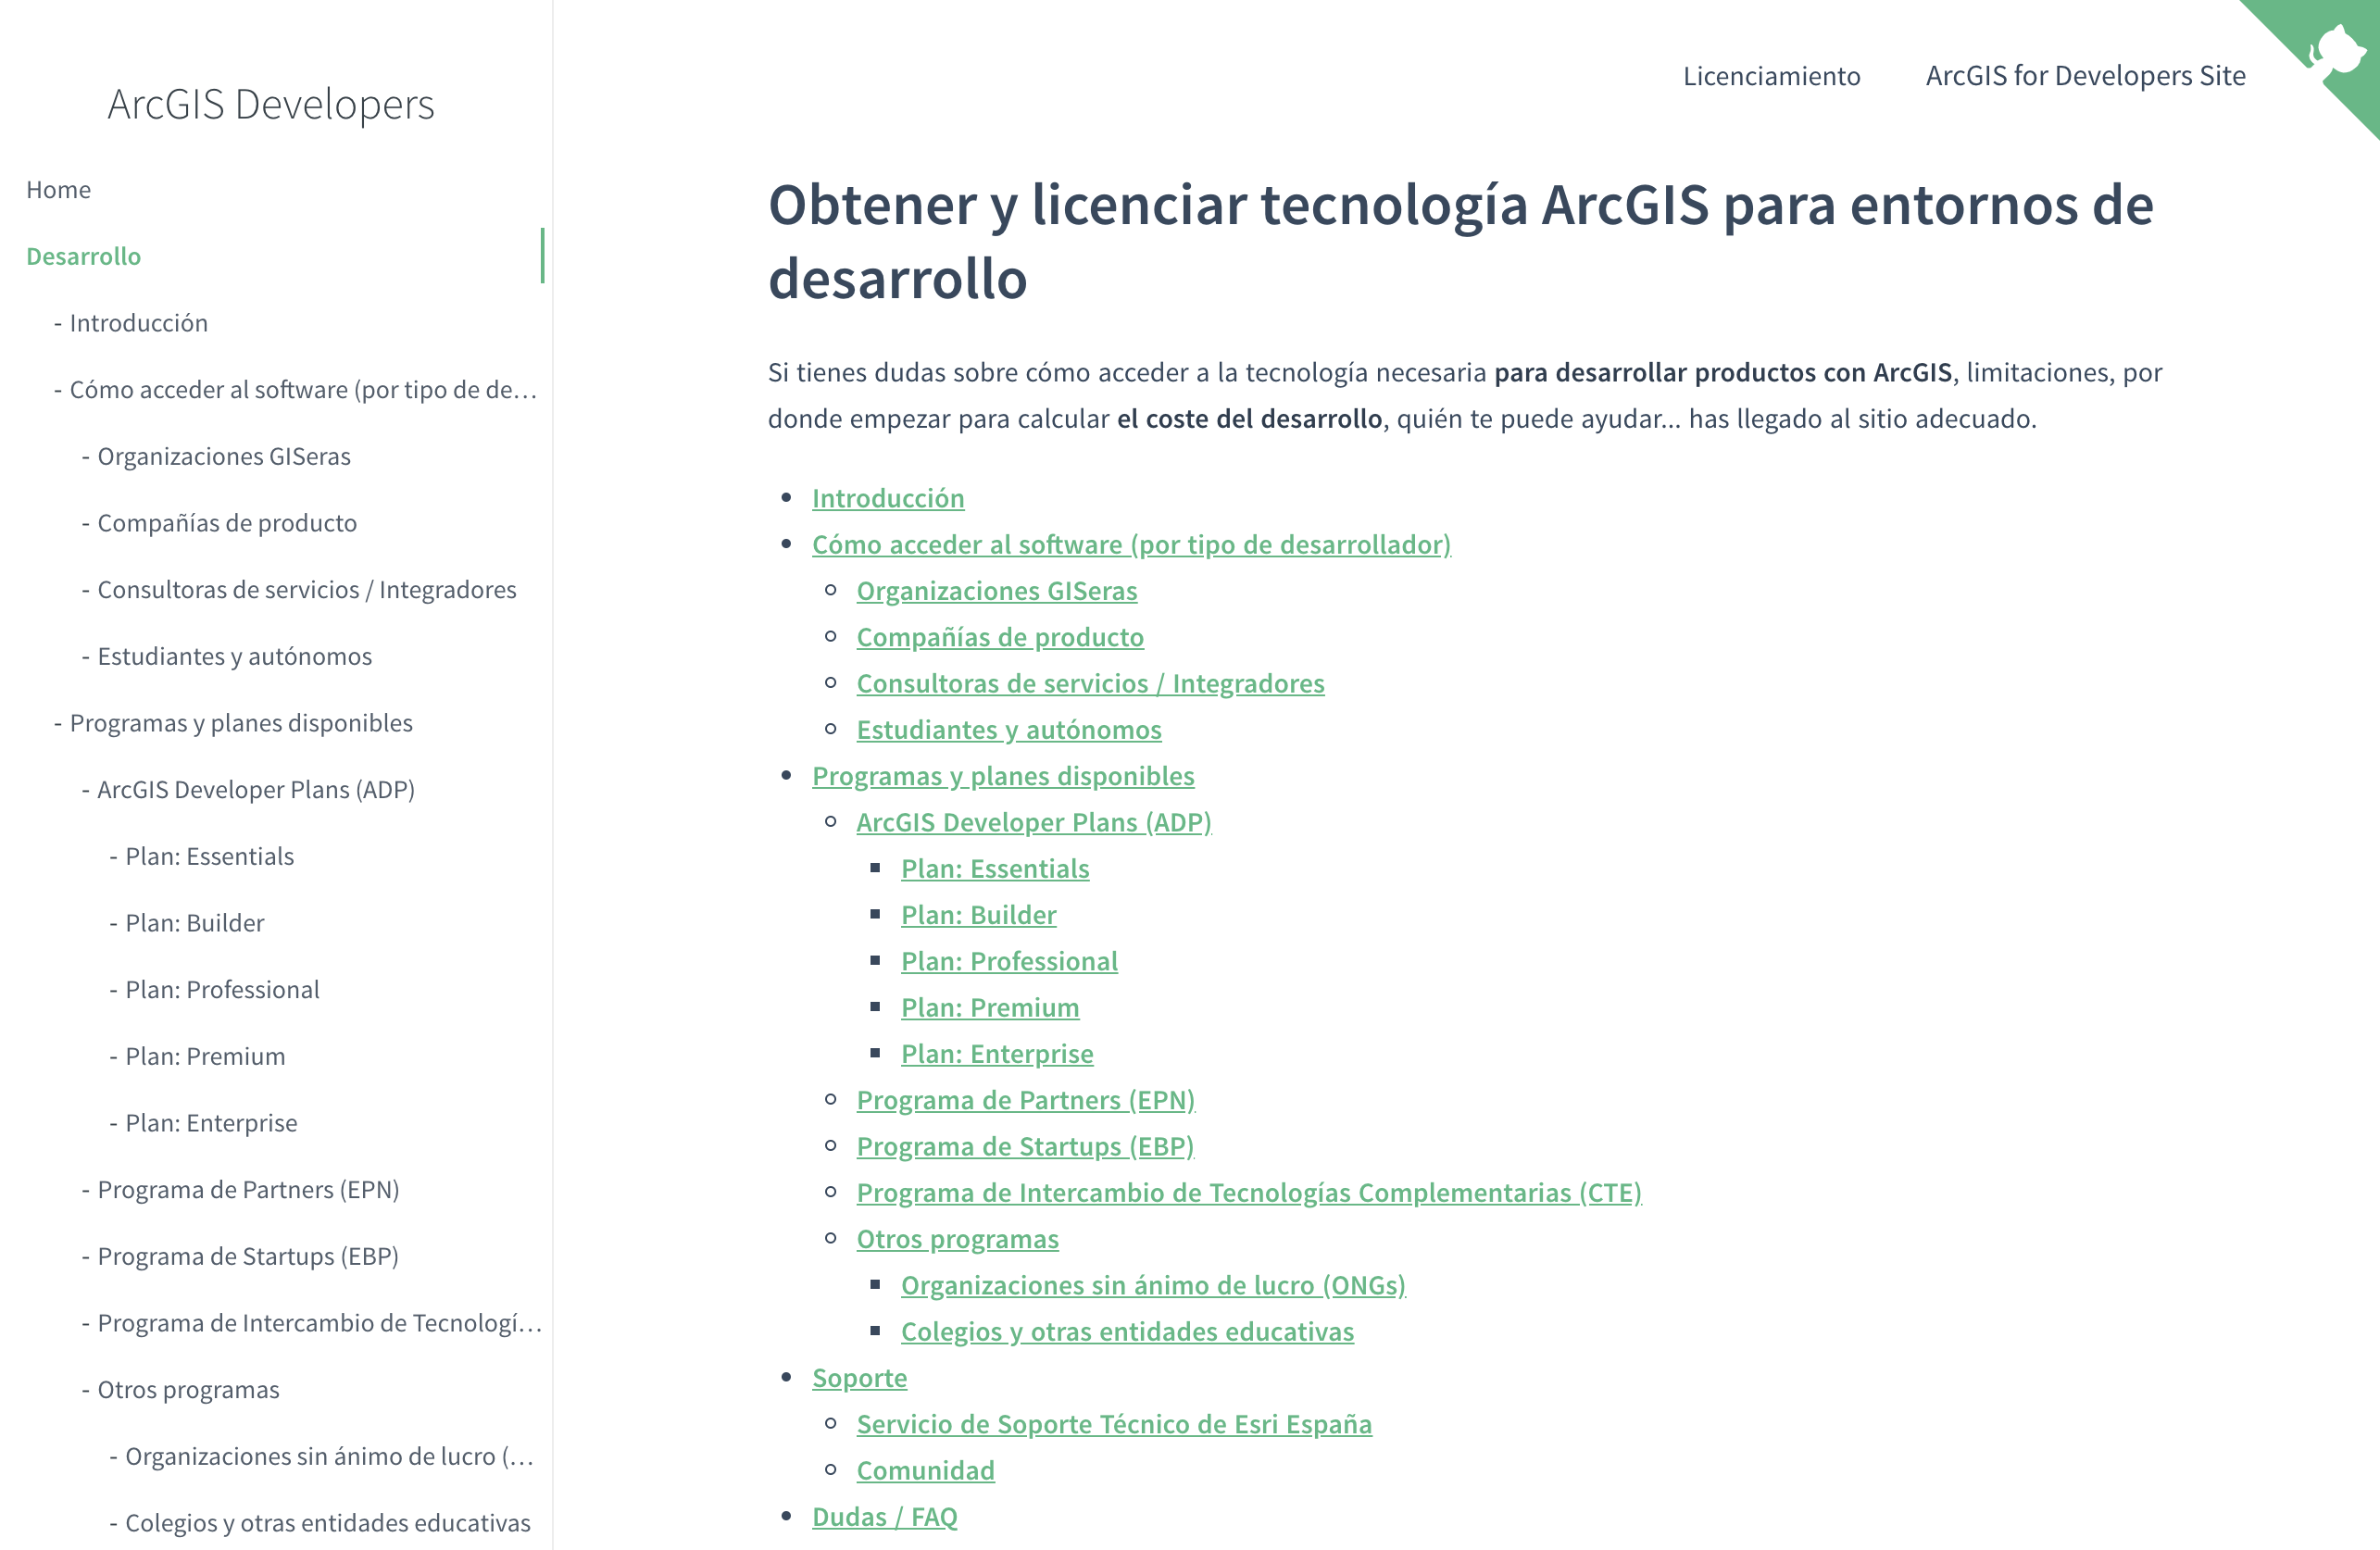 ArcGIS Developers
Home
Desarrollo
- Introducción
- Cómo acceder al software (por tipo de de…
- Organizaciones GISeras
- Compañías de producto
- Consultoras de servicios / Integradores
- Estudiantes y autónomos
- Programas y planes disponibles
- ArcGIS Developer Plans (ADP)
- Plan: Essentials
- Plan: Builder
- Plan: Professional
- Plan: Premium
- Plan: Enterprise
- Programa de Partners (EPN)
- Programa de Startups (EBP)
- Programa de Intercambio de Tecnologí…
- Otros programas
- Organizaciones sin ánimo de lucro (…
- Colegios y otras entidades educativas
Licenciamiento
ArcGIS for Developers Site
Obtener y licenciar tecnología ArcGIS para entornos de
desarrollo
Si tienes dudas sobre cómo acceder a la tecnología necesaria para desarrollar productos con ArcGIS, limitaciones, por
donde empezar para calcular el coste del desarrollo, quién te puede ayudar... has llegado al sitio adecuado.
Introducción
Cómo acceder al software (por tipo de desarrollador)
Organizaciones GISeras
Compañías de producto
Consultoras de servicios / Integradores
Estudiantes y autónomos
Programas y planes disponibles
ArcGIS Developer Plans (ADP)
Plan: Essentials
Plan: Builder
Plan: Professional
Plan: Premium
Plan: Enterprise
Programa de Partners (EPN)
Programa de Startups (EBP)
Programa de Intercambio de Tecnologías Complementarias (CTE)
Otros programas
Organizaciones sin ánimo de lucro (ONGs)
Colegios y otras entidades educativas
Soporte
Servicio de Soporte Técnico de Esri España
Comunidad
Dudas / FAQ